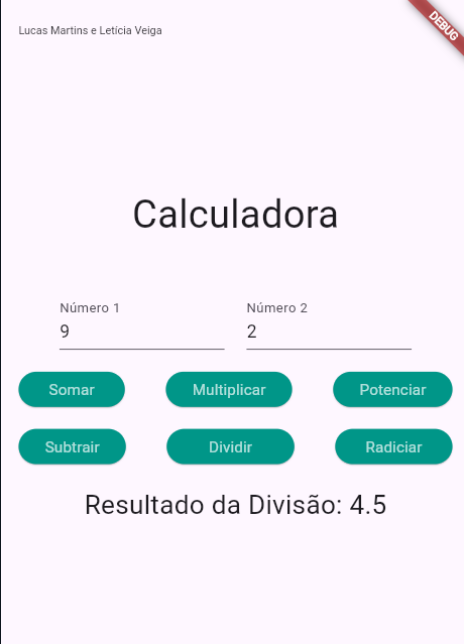 Lucas Martins e Letícia Veiga
DEBUG
Calculadora
Número 1 Número 2
9 2
Somar Multiplicar Potenciar
Subtrair Dividir Radiciar
Resultado da Divisão: 4.5